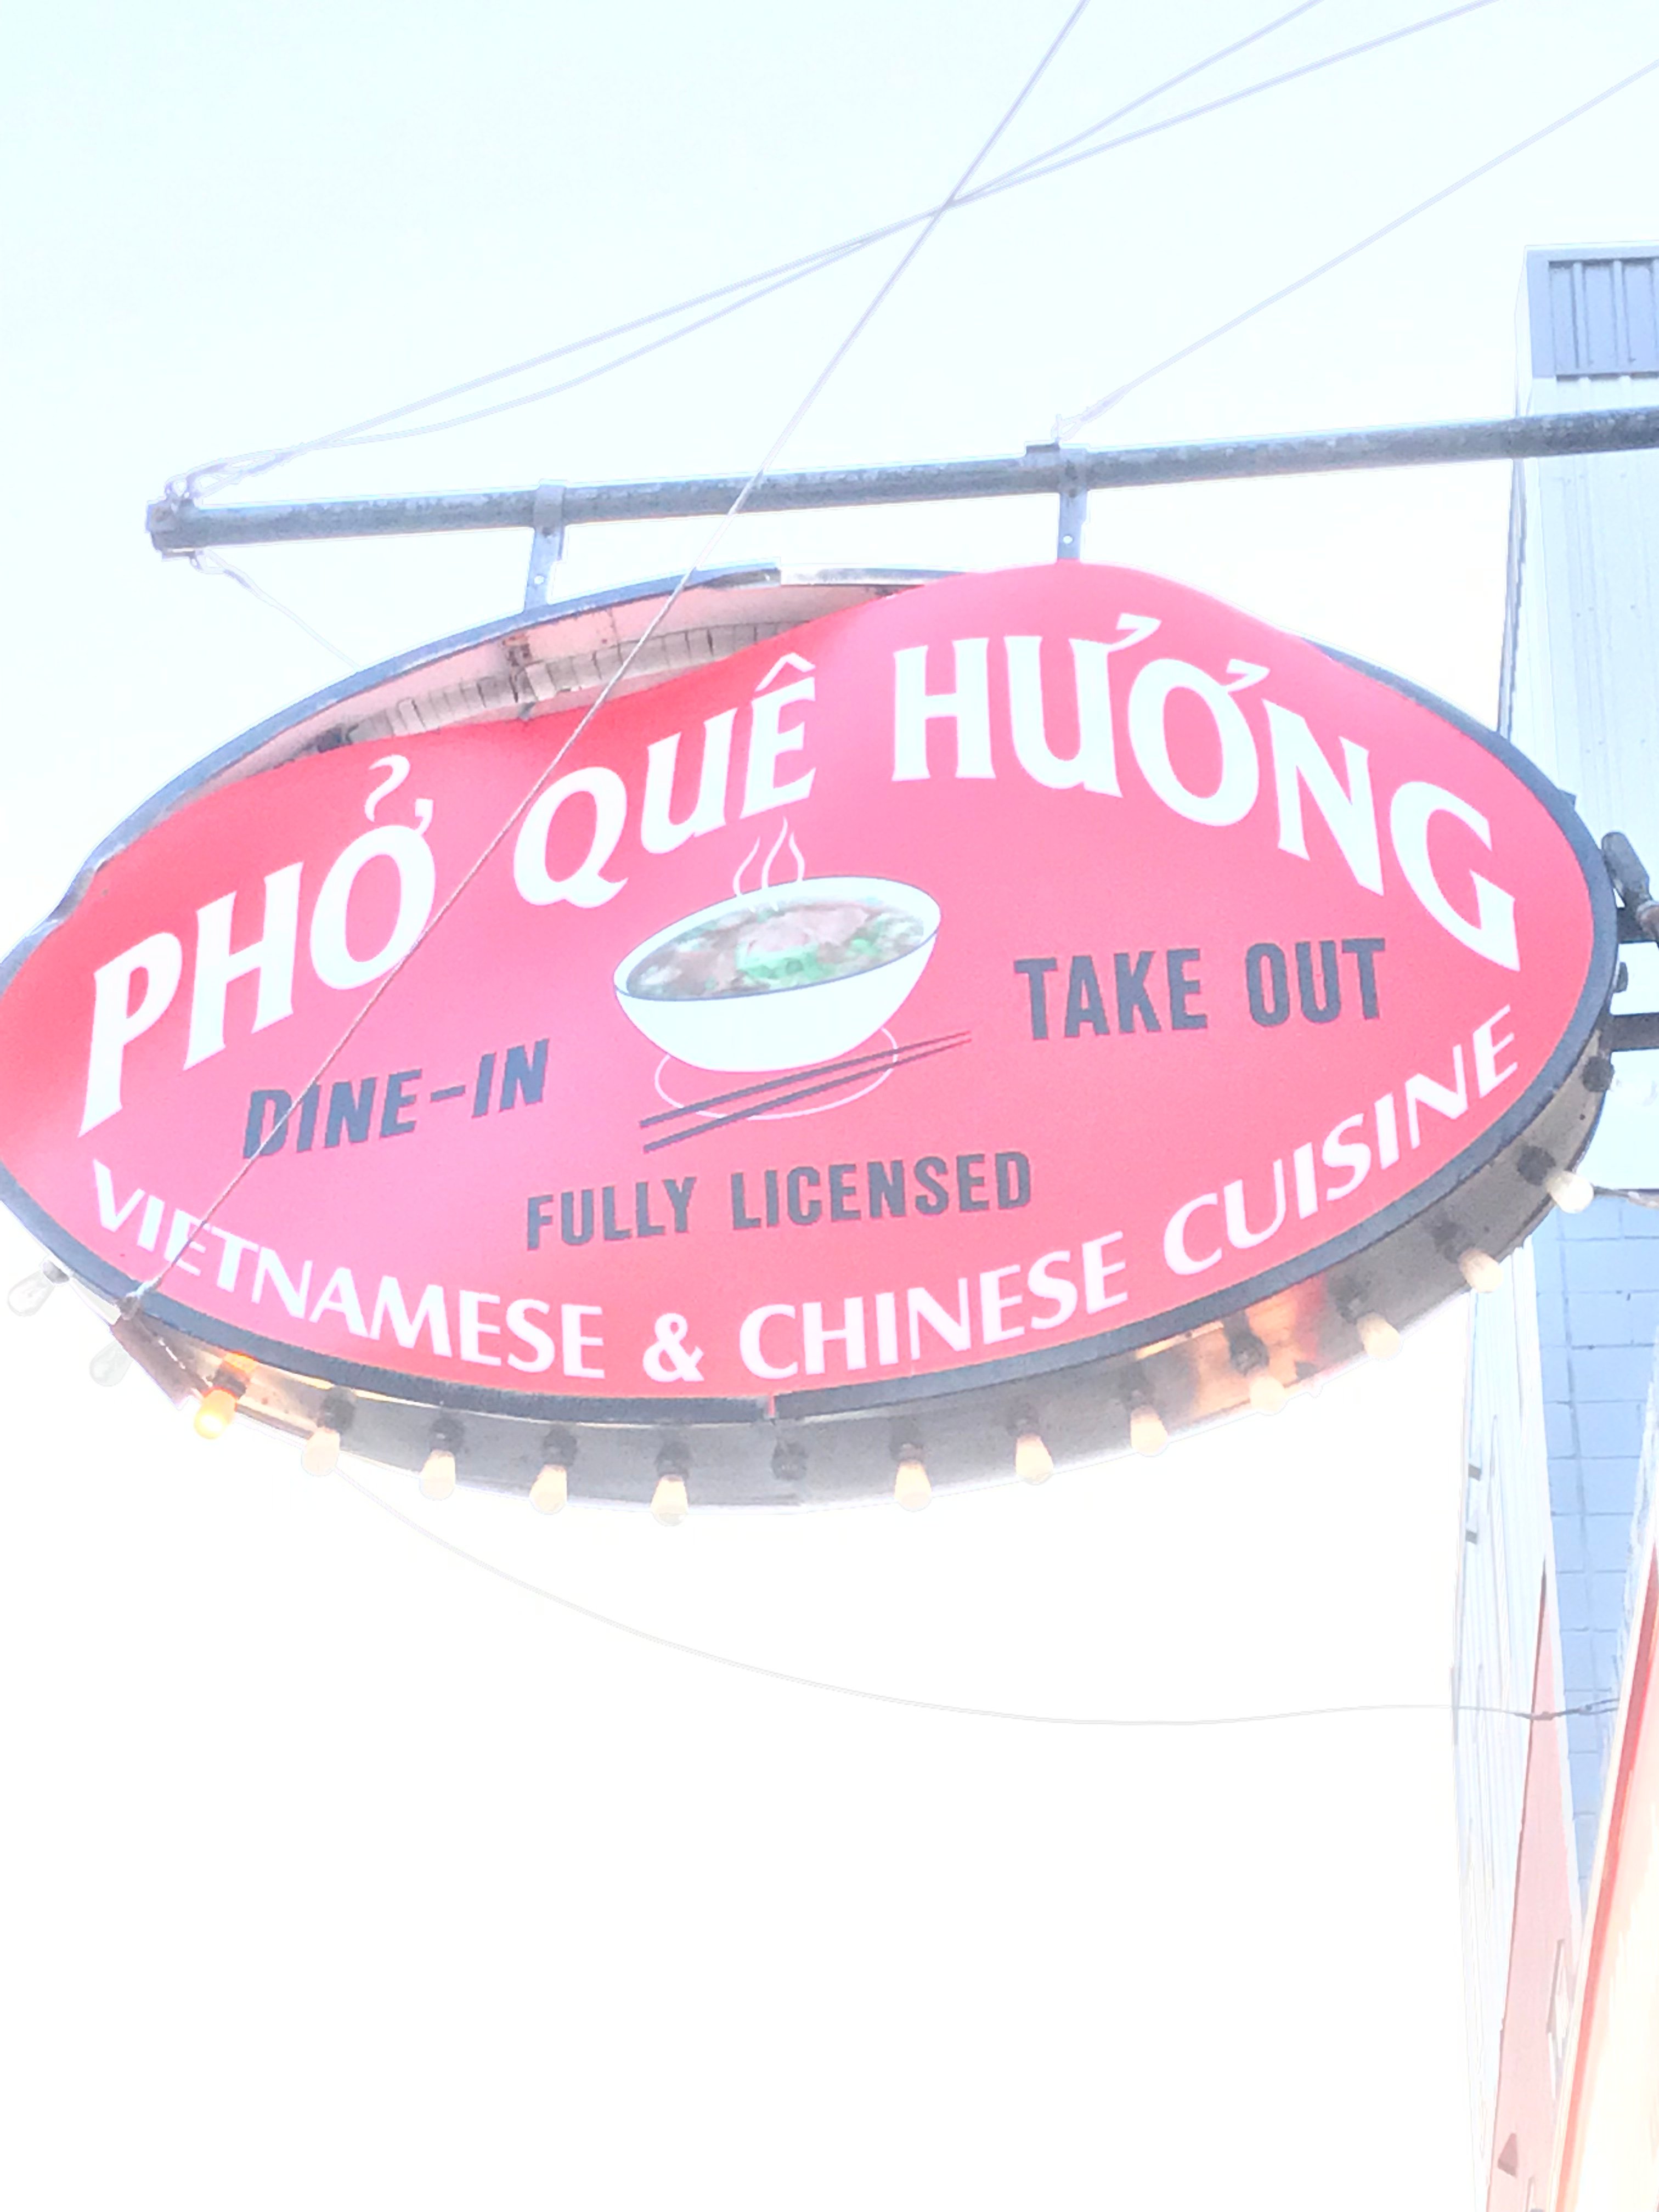 PHỞ QUÊ HƯƠNG
DINE-IN
TAKE OUT
FULLY LICENSED
VIETNAMESE & CHINESE CUISINE